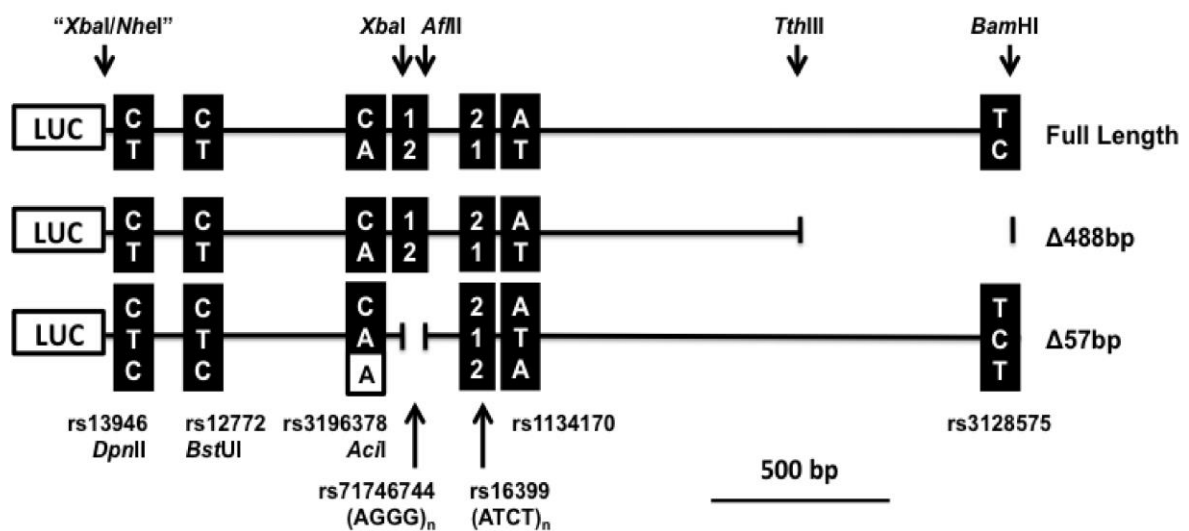 “XbaI/NheI” XbaI AflII TthIII BamHI
LUC C C C 1 2 A T Full Length
T T A 2 1 T C
LUC C C C 1 2 A Δ488bp
T T A 2 1 T
LUC C C C 2 A T Δ57bp
T T A 1 T C
C C A 2 A T
rs13946 rs12772 rs3196378 rs1134170 rs3128575
DpnII BstUI AciI
500 bp
rs71746744 rs16399
(AGGG)n (ATCT)n